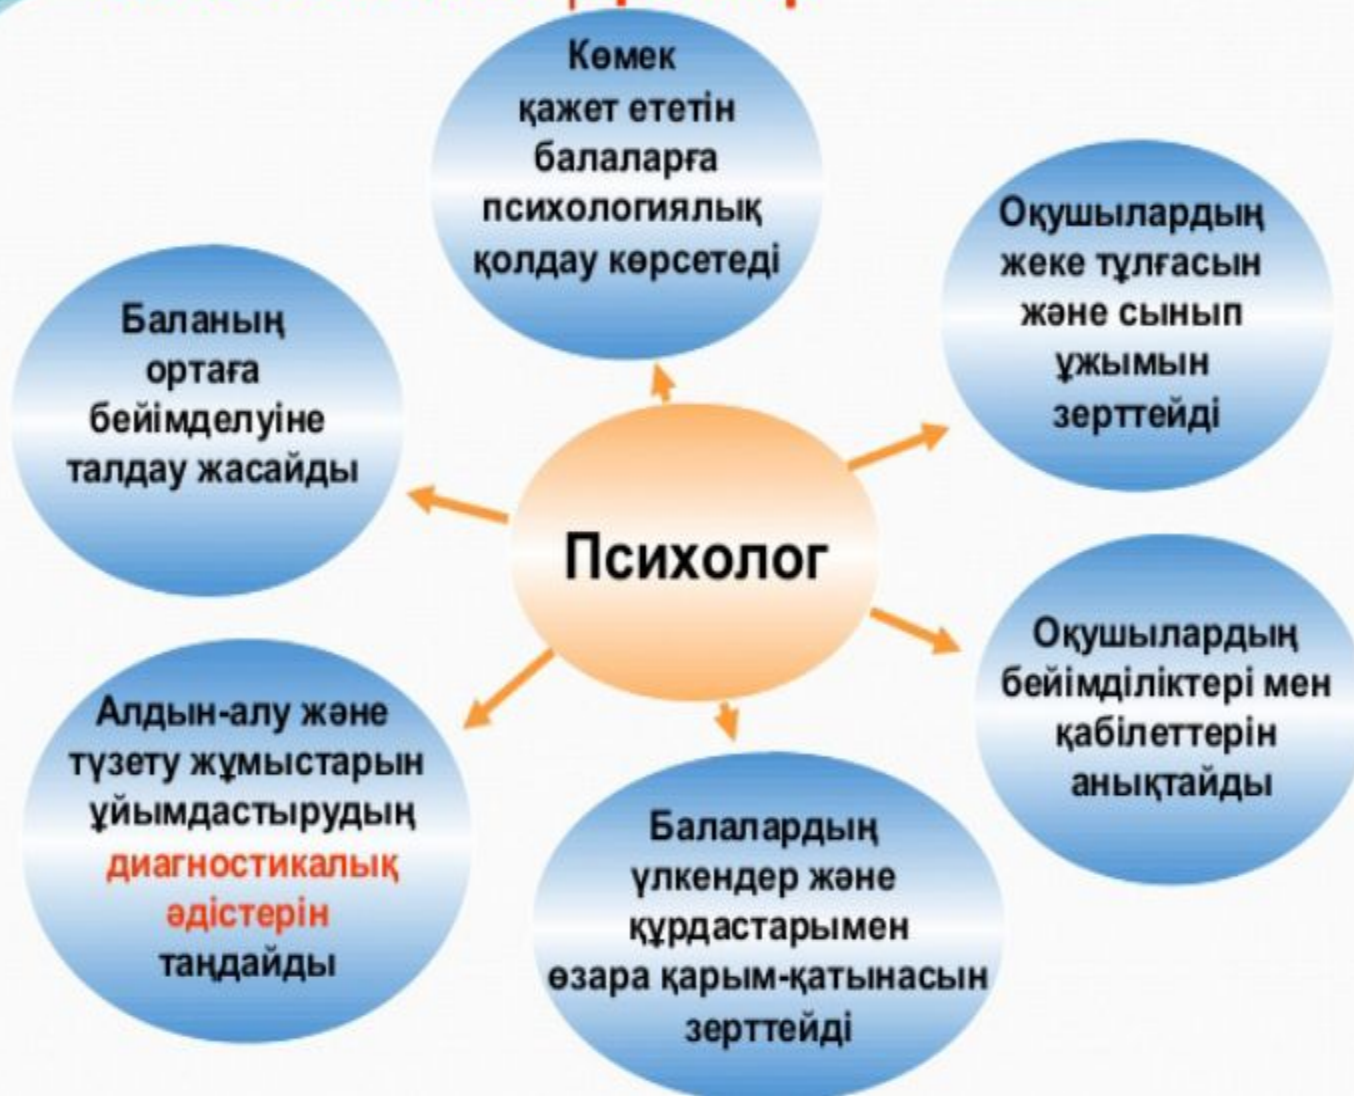 Көмек
қажет ететін
балаларға
психологиялық
қолдау көрсетеді
Оқушылардың
жеке тұлғасын
және сынып
ұжымын
зерттейді
Баланың
ортаға
бейімделуіне
талдау жасайды
Психолог
Оқушылардың
бейімділіктері мен
қабілеттерін
анықтайды
Алдын-алу және
түзету жұмыстарын
ұйымдастырудың
диагностикалық
әдістерін
таңдайды
Балалардың
үлкендер және
құрдастарымен
өзара қарым-қатынасын
зерттейді